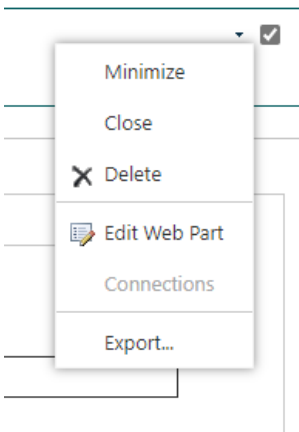 Minimize
Close
Delete
Edit Web Part
Connections
Export...